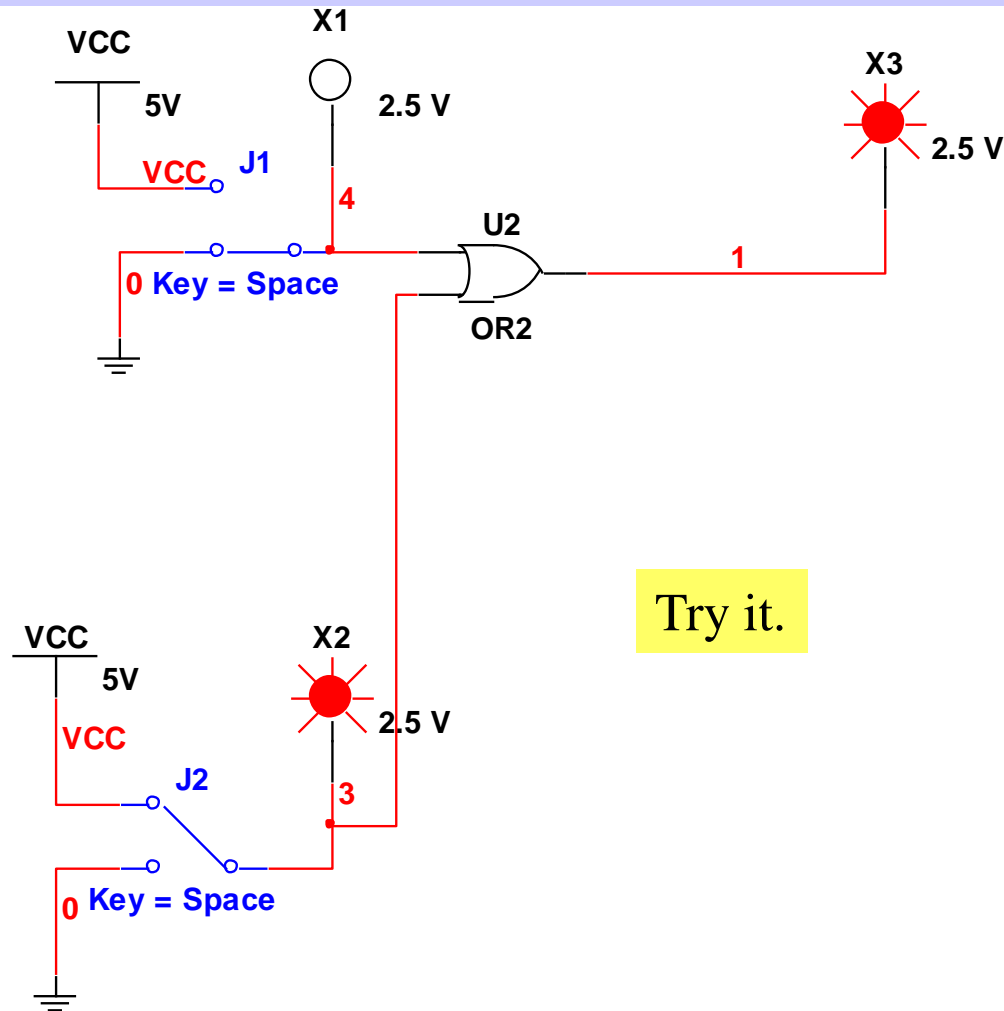 X1
VCC
X3
5V
2.5 V
2.5 V
J1
VCC
4
U2
1
0 Key = Space
OR2
Try it.
VCC
X2
5V
2.5 V
VCC
J2
3
0 Key = Space